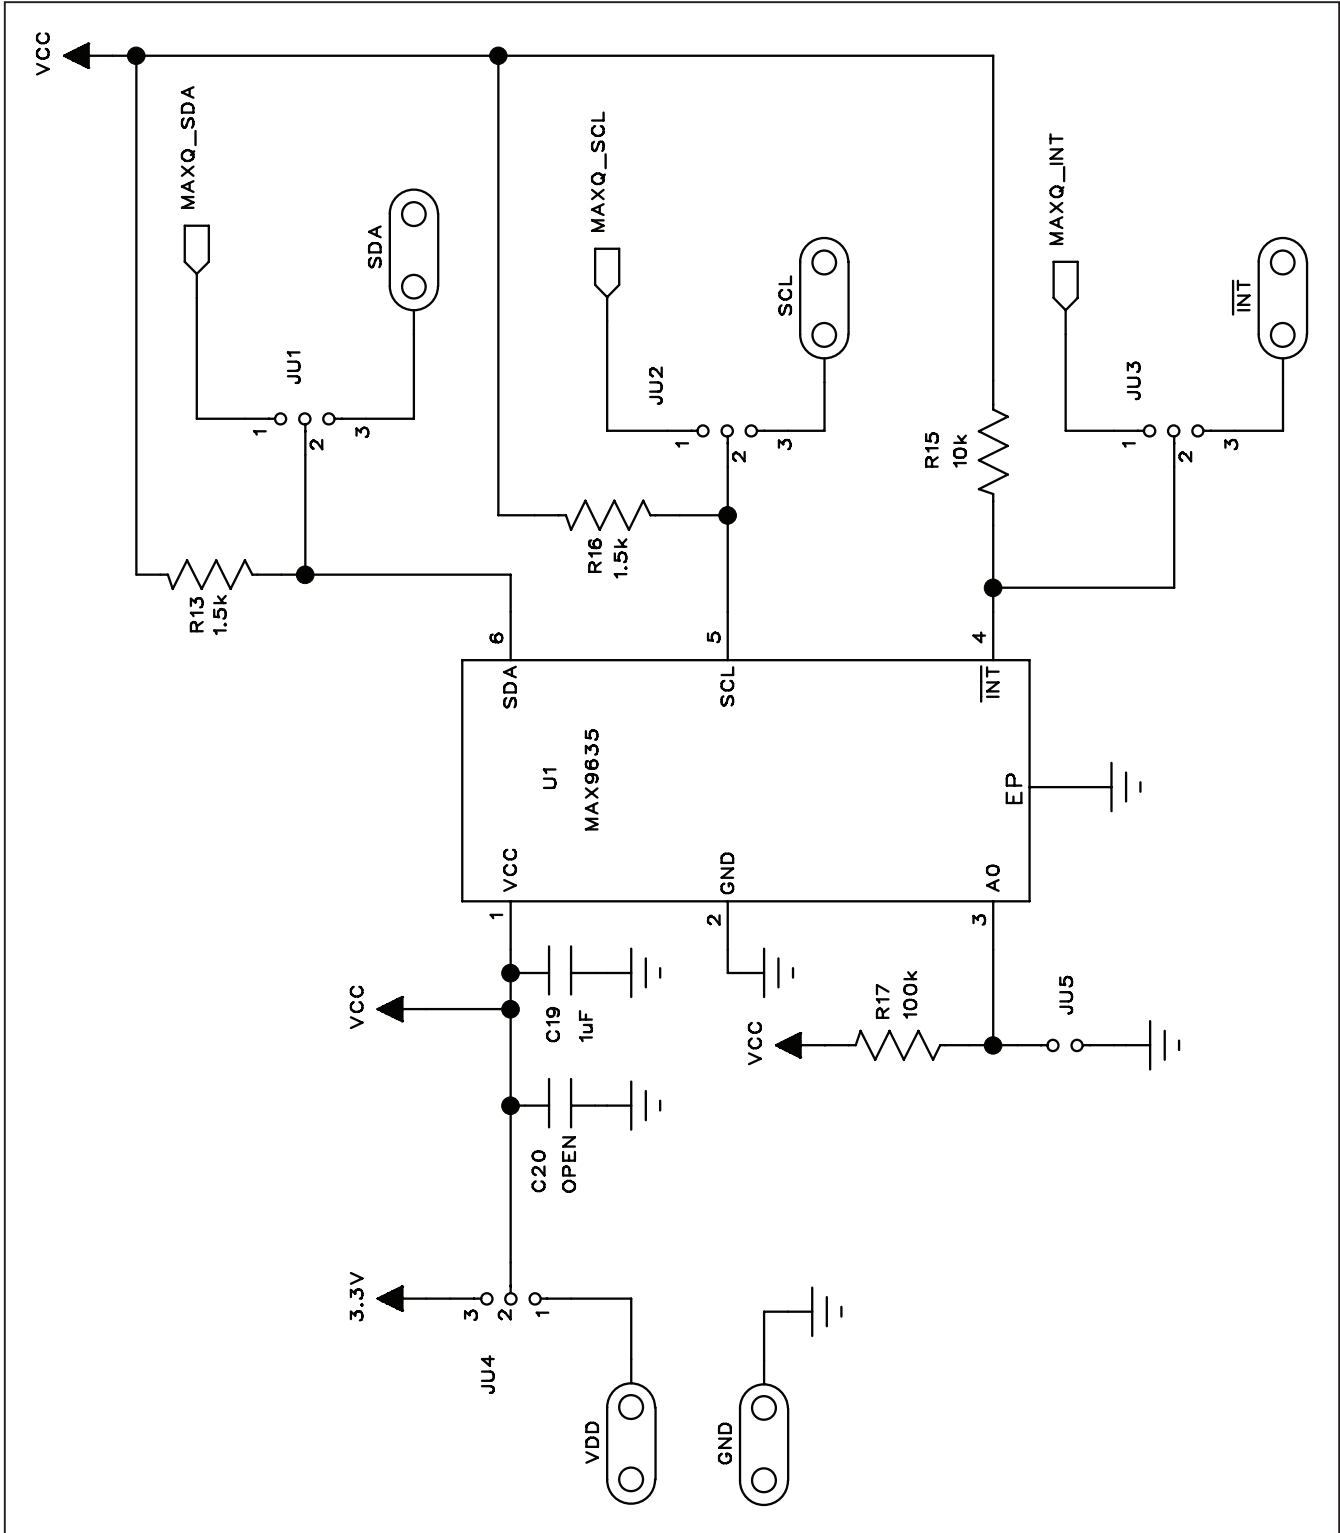 VCC
MAXQ_SDA
SDA
JU1
1
2
3
R13
1.5k
MAXQ_SCL
SCL
JU2
1
2
3
R16
1.5k
MAXQ_INT
INT
JU3
1
2
3
R15
10k
6
SDA
5
SCL
4
INT
U1
MAX9635
EP
VCC
1
GND
2
A0
3
VCC
C19
1uF
C20
OPEN
VCC
R17
100k
JU5
3.3V
3
2
1
JU4
VDD
GND